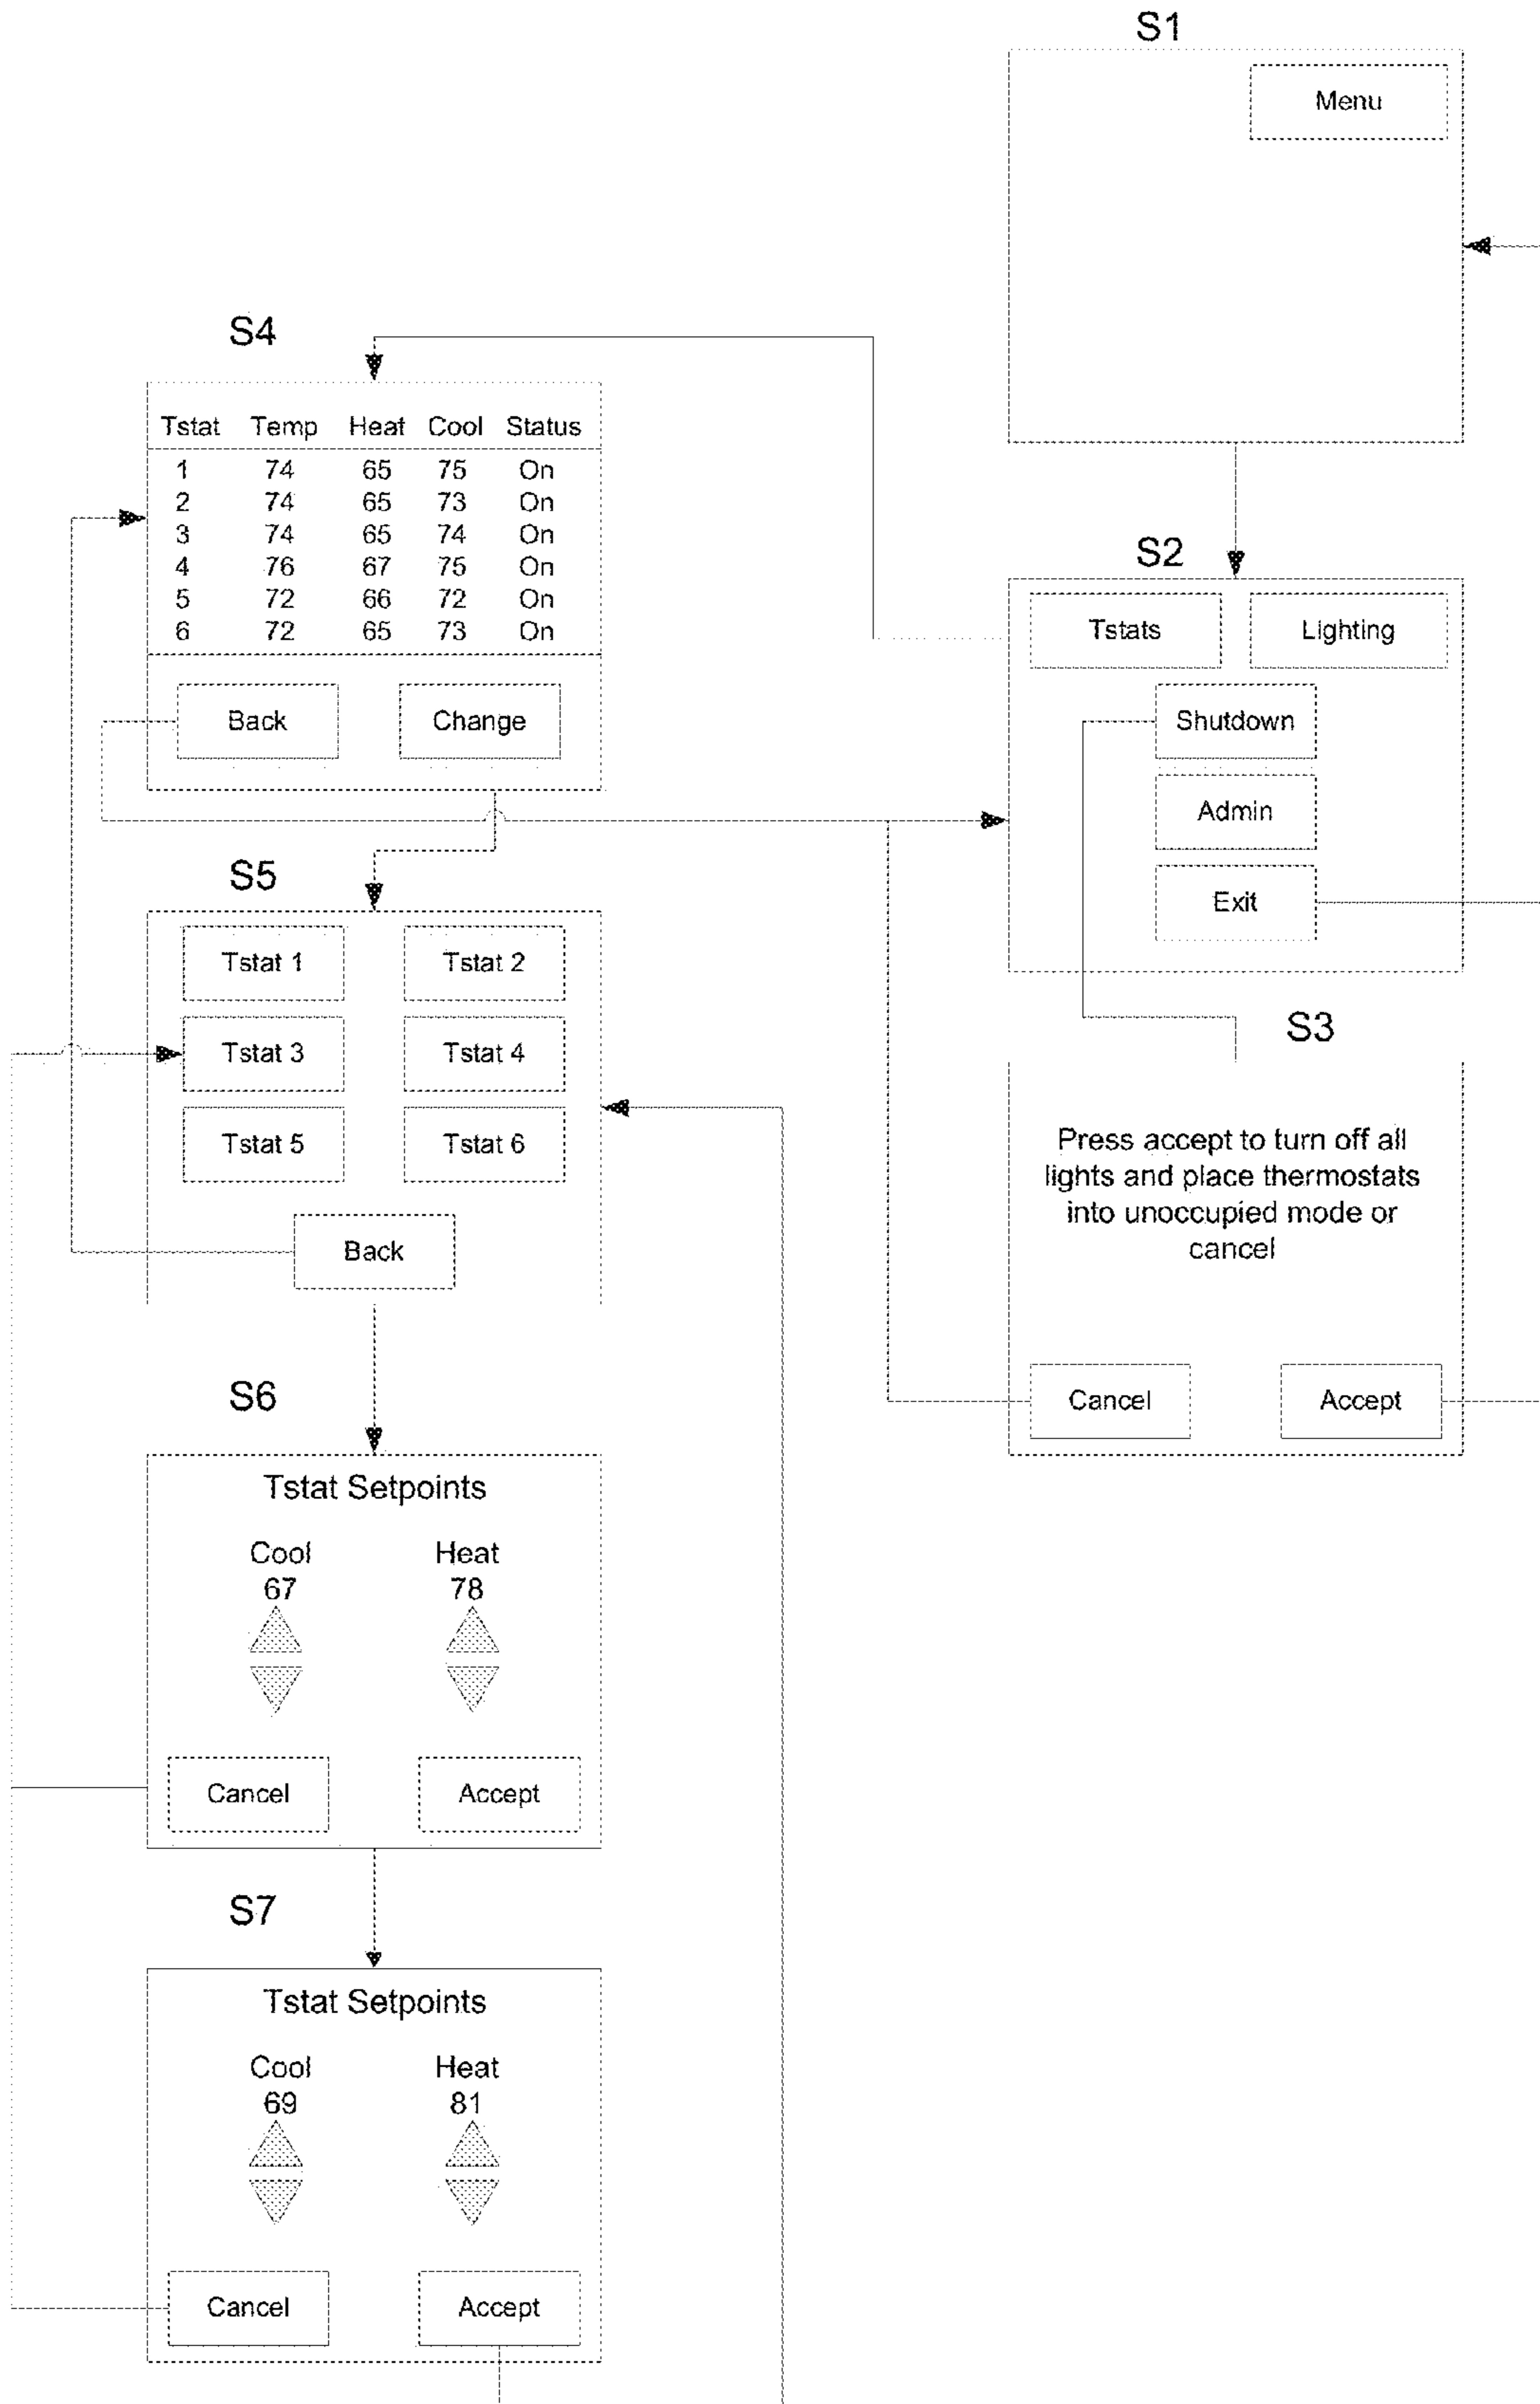 S1
Menu
S4
Tstat Temp Heat Cool Status
1 74 65 75 On
2 74 65 73 On
3 74 65 74 On
4 76 67 75 On
5 72 66 72 On
6 72 65 73 On
Back Change
S2
Tstats Lighting
Shutdown
Admin
Exit
S5
Tstat 1 Tstat 2
Tstat 3 Tstat 4
Tstat 5 Tstat 6
Back
S3
Press accept to turn off all
lights and place thermostats
into unoccupied mode or
cancel
Cancel Accept
S6
Tstat Setpoints
Cool Heat
67 78
Cancel Accept
S7
Tstat Setpoints
Cool Heat
69 81
Cancel Accept